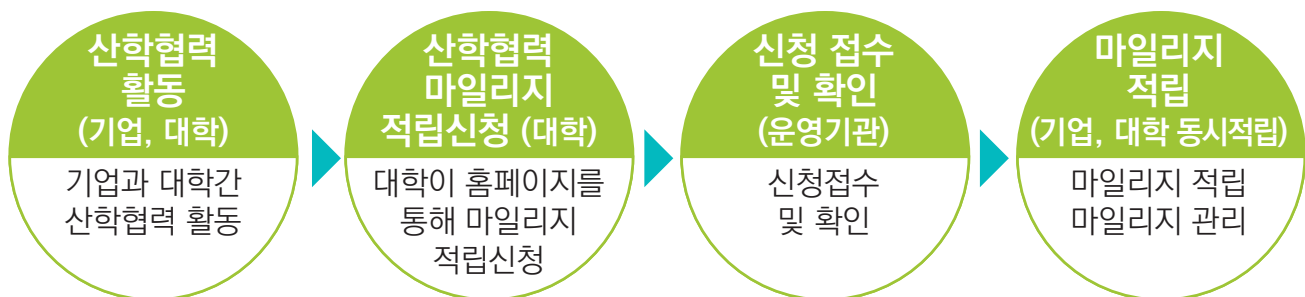 산학협력
활동
(기업, 대학)
기업과 대학간
산학협력 활동
산학협력
마일리지
적립신청 (대학)
대학이 홈페이지를
통해 마일리지
적립신청
신청 접수
및 확인
(운영기관)
신청접수
및 확인
마일리지
적립
(기업, 대학 동시적립)
마일리지 적립
마일리지 관리